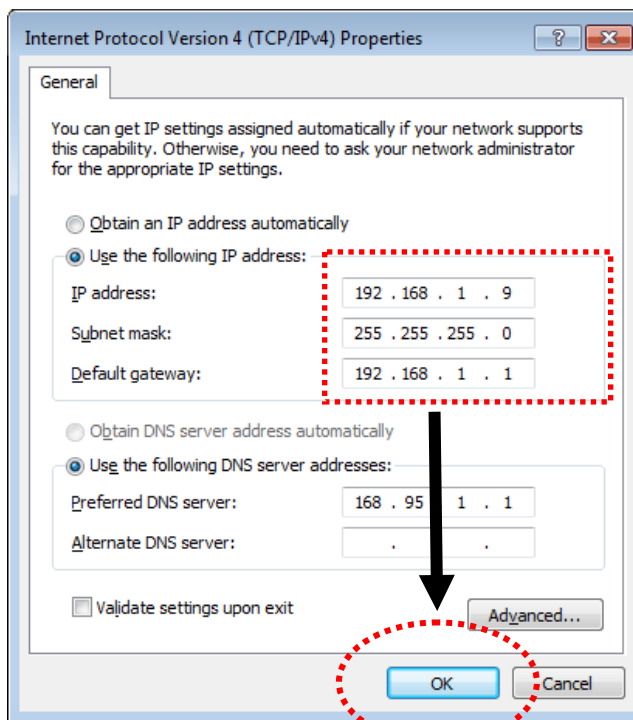 Internet Protocol Version 4 (TCP/IPv4) Properties
General
You can get IP settings assigned automatically if your network supports
this capability. Otherwise, you need to ask your network administrator
for the appropriate IP settings.
Obtain an IP address automatically
Use the following IP address:
IP address: 192 . 168 . 1 . 9
Subnet mask: 255 . 255 . 255 . 0
Default gateway: 192 . 168 . 1 . 1
Obtain DNS server address automatically
Use the following DNS server addresses:
Preferred DNS server: 168 . 95 1 . 1
Alternate DNS server: . .
Validate settings upon exit
Advanced...
OK Cancel